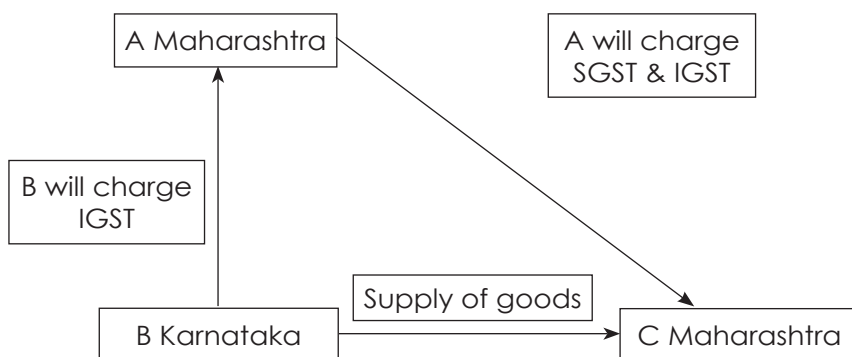 A Maharashtra
A will charge
SGST & IGST
B will charge
IGST
Supply of goods
B Karnataka
C Maharashtra